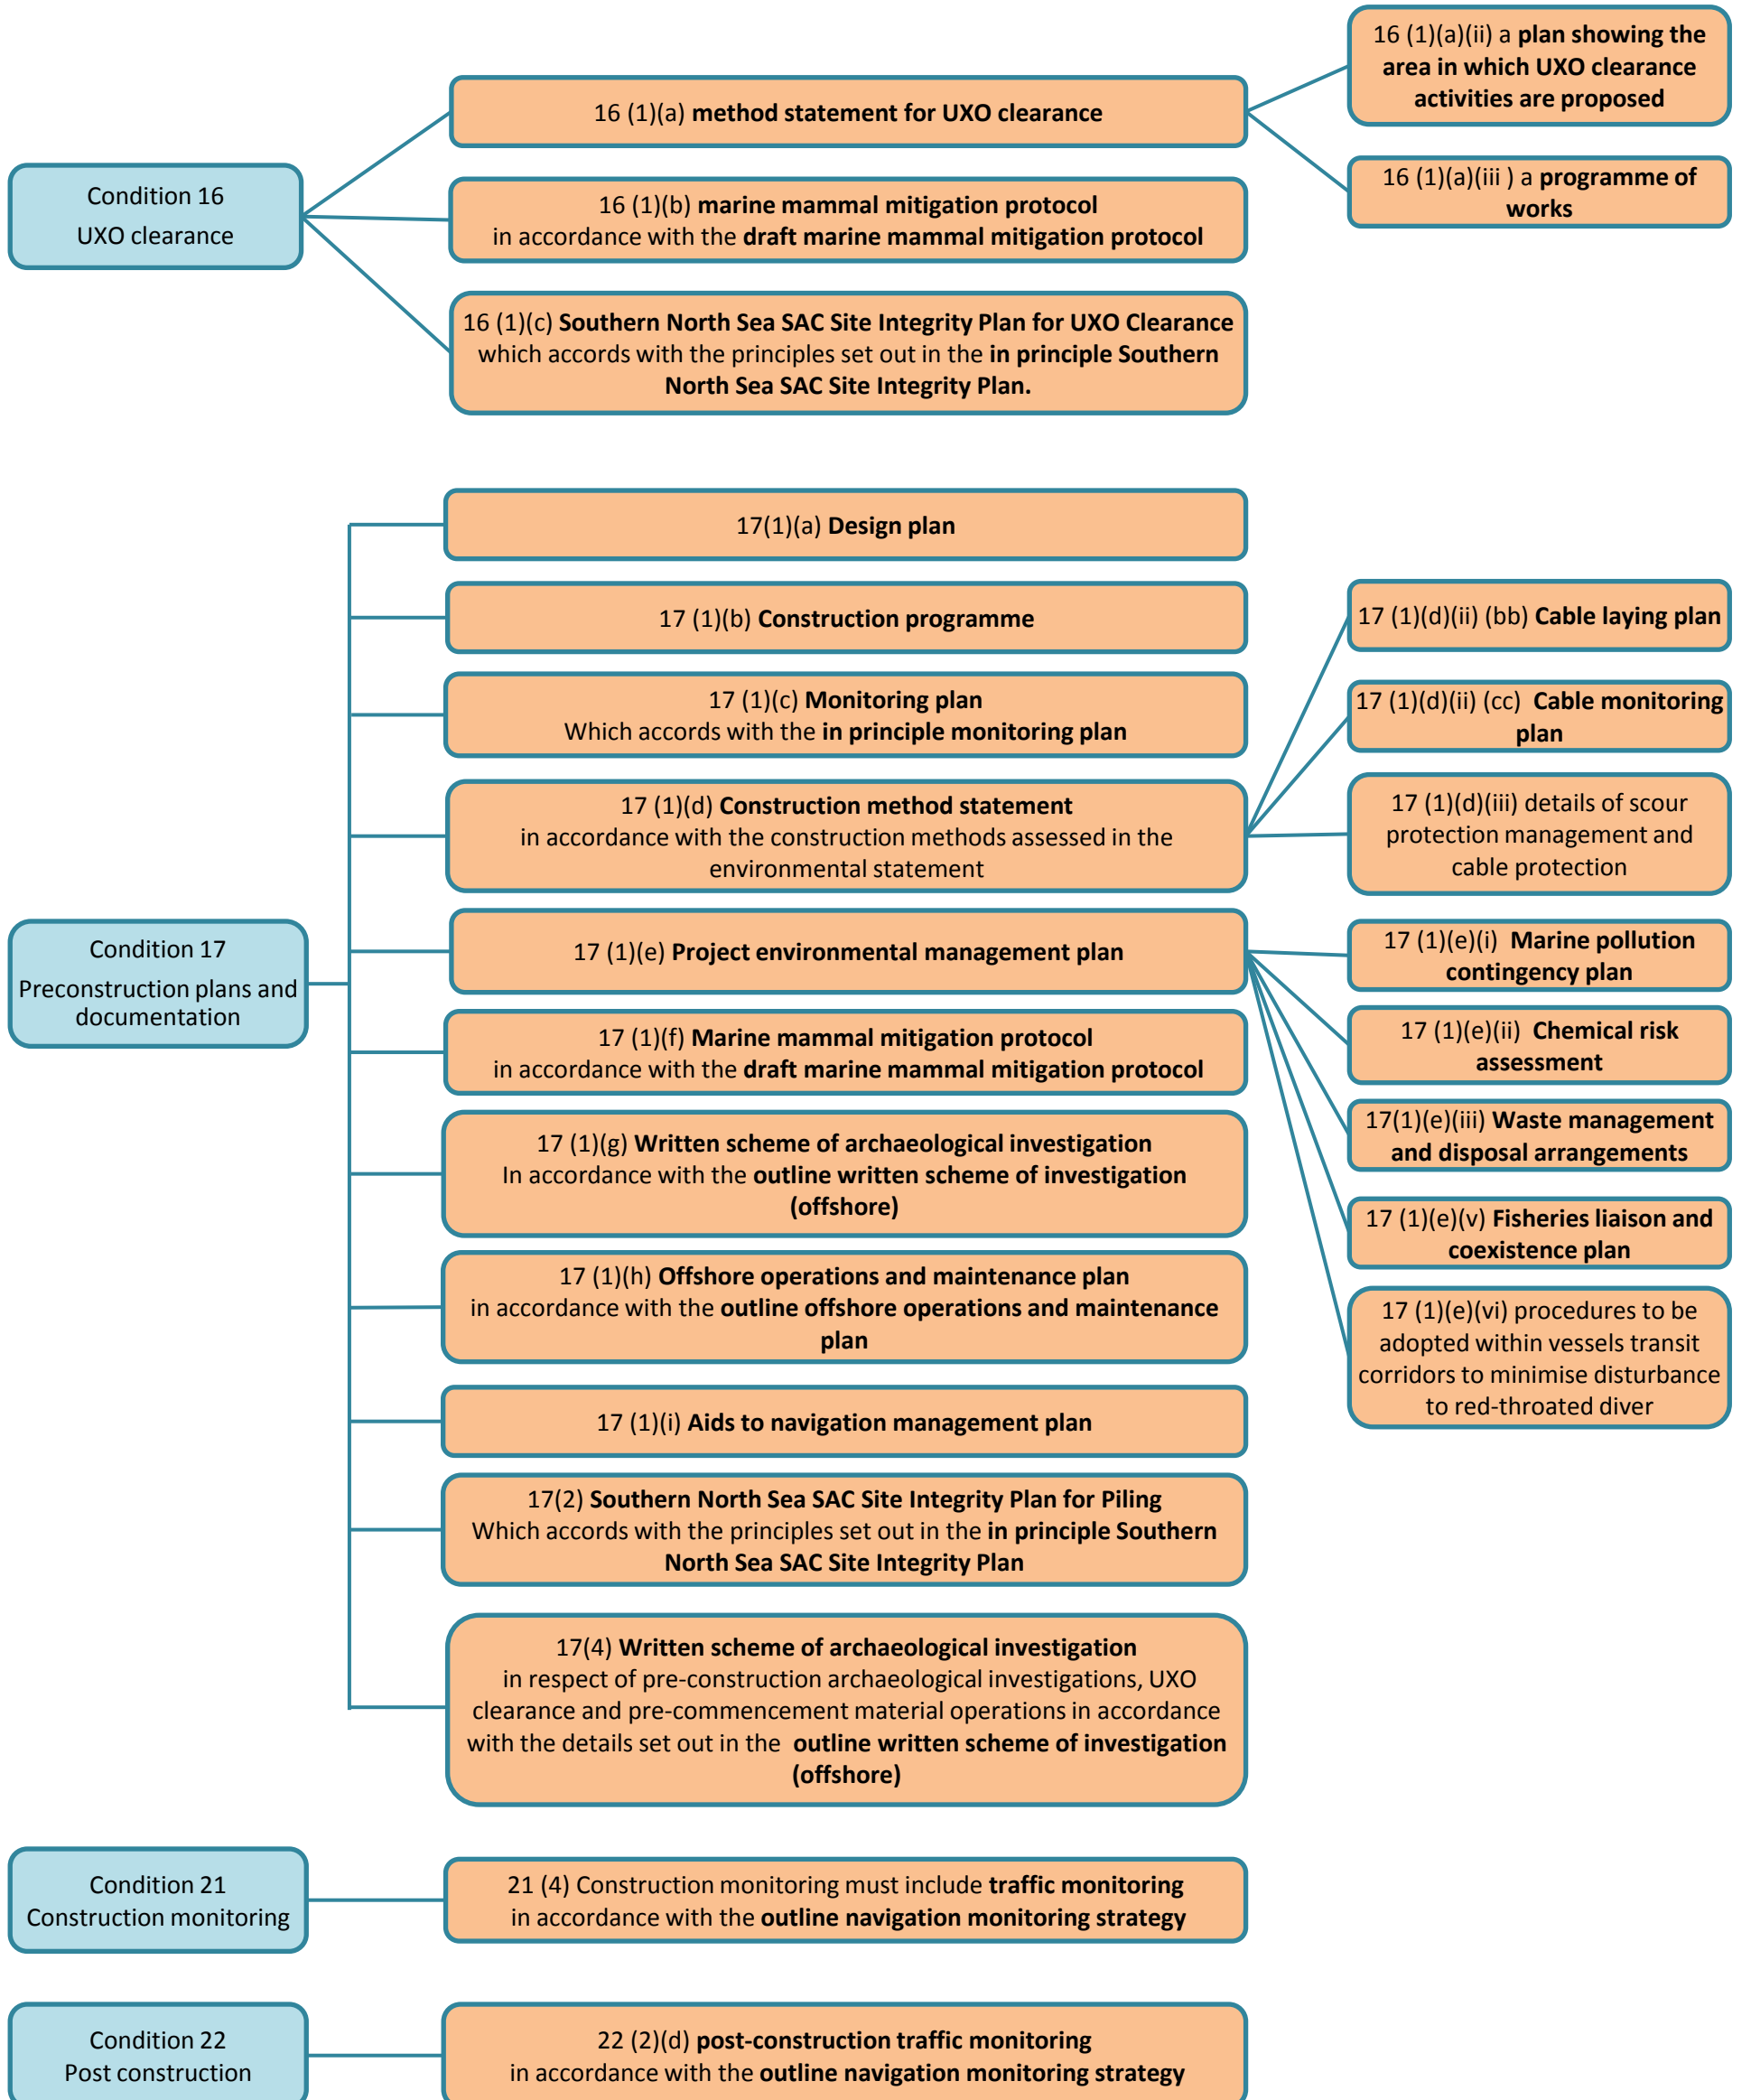 Condition 16
UXO clearance
16 (1)(a) method statement for UXO clearance
16 (1)(a)(ii) a plan showing the
area in which UXO clearance
activities are proposed
16 (1)(a)(iii ) a programme of
works
16 (1)(b) marine mammal mitigation protocol
in accordance with the draft marine mammal mitigation protocol
16 (1)(c) Southern North Sea SAC Site Integrity Plan for UXO Clearance
which accords with the principles set out in the in principle Southern
North Sea SAC Site Integrity Plan.
Condition 17
Preconstruction plans and
documentation
17(1)(a) Design plan
17 (1)(b) Construction programme
17 (1)(c) Monitoring plan
Which accords with the in principle monitoring plan
17 (1)(d) Construction method statement
in accordance with the construction methods assessed in the
environmental statement
17 (1)(d)(ii) (bb) Cable laying plan
17 (1)(d)(ii) (cc) Cable monitoring
plan
17 (1)(d)(iii) details of scour
protection management and
cable protection
17 (1)(e) Project environmental management plan
17 (1)(e)(i) Marine pollution
contingency plan
17 (1)(e)(ii) Chemical risk
assessment
17(1)(e)(iii) Waste management
and disposal arrangements
17 (1)(e)(v) Fisheries liaison and
coexistence plan
17 (1)(e)(vi) procedures to be
adopted within vessels transit
corridors to minimise disturbance
to red-throated diver
17 (1)(f) Marine mammal mitigation protocol
in accordance with the draft marine mammal mitigation protocol
17 (1)(g) Written scheme of archaeological investigation
In accordance with the outline written scheme of investigation
(offshore)
17 (1)(h) Offshore operations and maintenance plan
in accordance with the outline offshore operations and maintenance
plan
17 (1)(i) Aids to navigation management plan
17(2) Southern North Sea SAC Site Integrity Plan for Piling
Which accords with the principles set out in the in principle Southern
North Sea SAC Site Integrity Plan
17(4) Written scheme of archaeological investigation
in respect of pre-construction archaeological investigations, UXO
clearance and pre-commencement material operations in accordance
with the details set out in the outline written scheme of investigation
(offshore)
Condition 21
Construction monitoring
21 (4) Construction monitoring must include traffic monitoring
in accordance with the outline navigation monitoring strategy
Condition 22
Post construction
22 (2)(d) post-construction traffic monitoring
in accordance with the outline navigation monitoring strategy